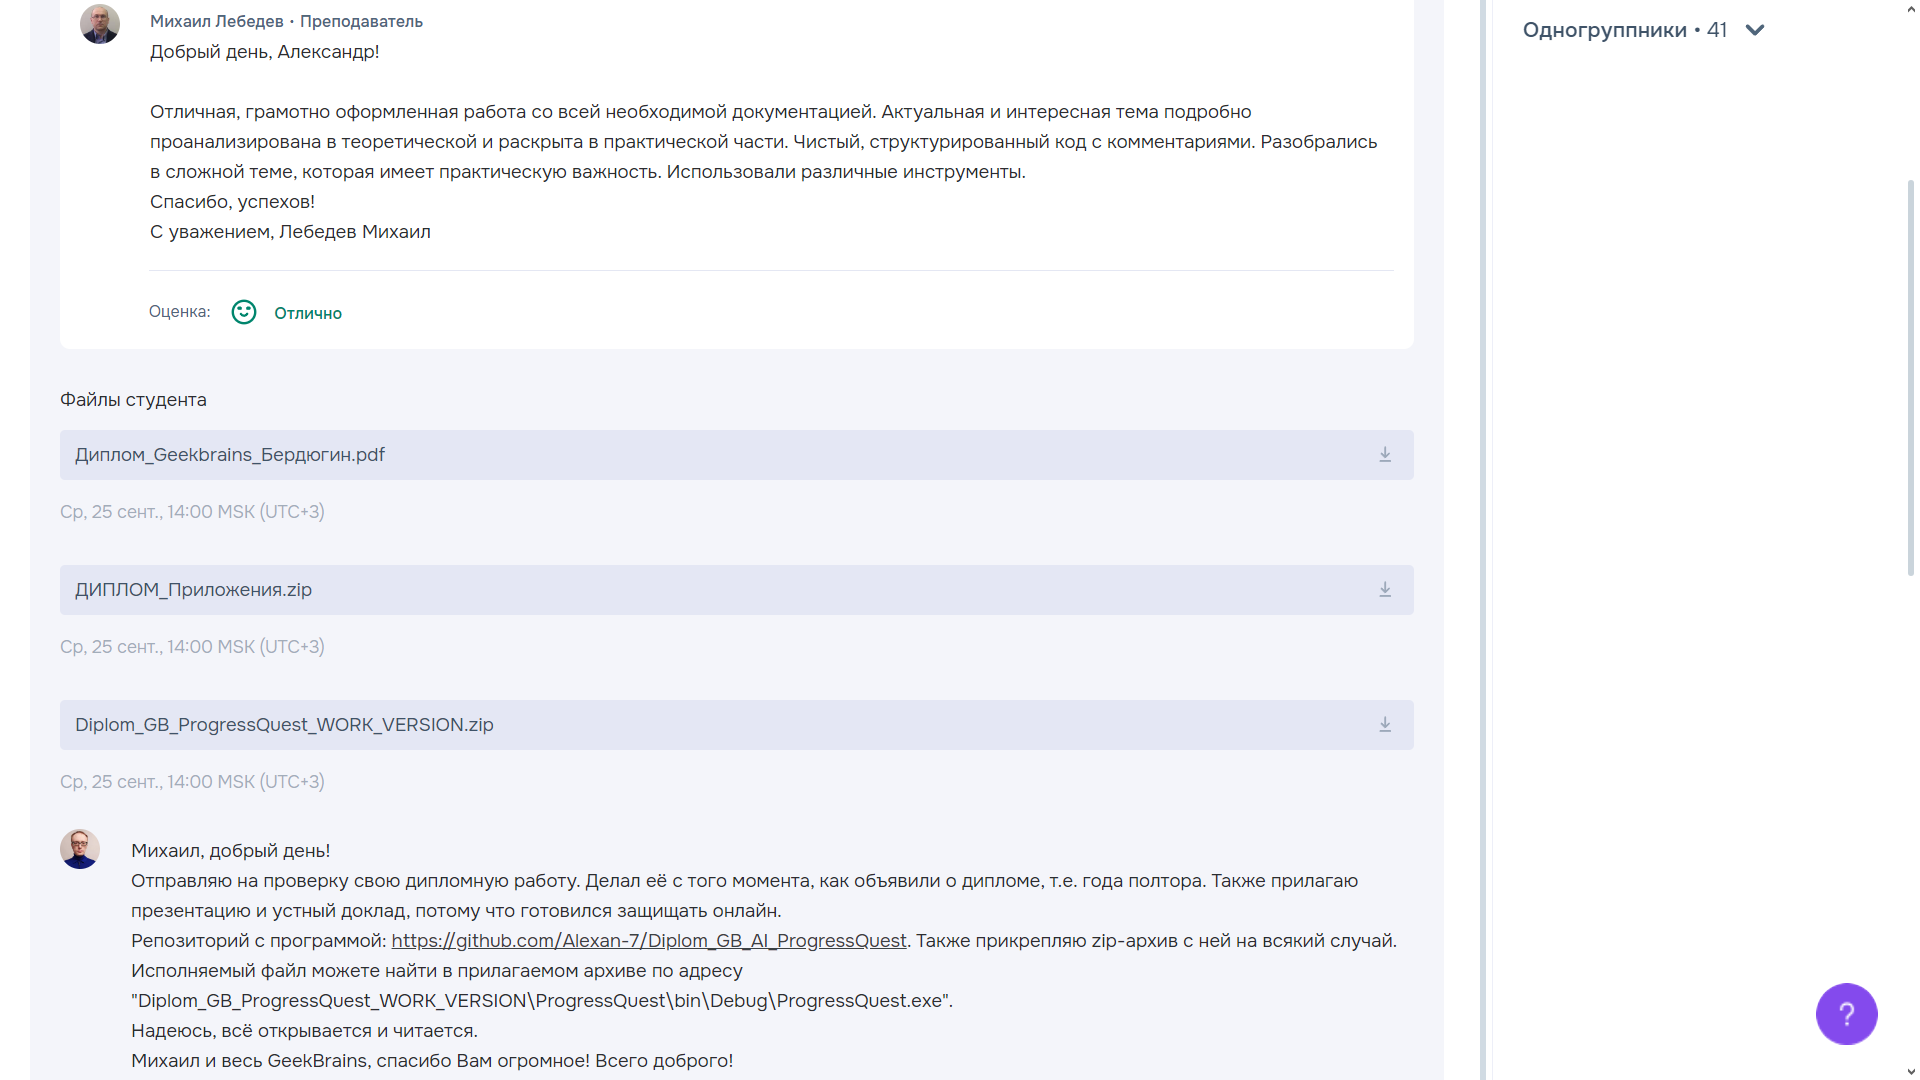 Михаил Лебедев • Преподаватель
Добрый день, Александр!
Отличная, грамотно оформленная работа со всей необходимой документацией. Актуальная и интересная тема подробно
проанализирована в теоретической и раскрыта в практической части. Чистый, структурированный код с комментариями. Разобрались
в сложной теме, которая имеет практическую важность. Использовали различные инструменты.
Спасибо, успехов!
С уважением, Лебедев Михаил
Оценка: Отлично
Файлы студента
Диплом_Geekbrains_Бердюгин.pdf
Ср, 25 сент., 14:00 MSK (UTC+3)
ДИПЛОМ_Приложения.zip
Ср, 25 сент., 14:00 MSK (UTC+3)
Diplom_GB_ProgressQuest_WORK_VERSION.zip
Ср, 25 сент., 14:00 MSK (UTC+3)
Михаил, добрый день!
Отправляю на проверку свою дипломную работу. Делал её с того момента, как объявили о дипломе, т.е. года полтора. Также прилагаю
презентацию и устный доклад, потому что готовился защищать онлайн.
Репозиторий с программой: https://github.com/Alexan-7/Diplom_GB_AI_ProgressQuest. Также прикрепляю zip-архив с ней на всякий случай.
Исполняемый файл можете найти в прилагаемом архиве по адресу
"Diplom_GB_ProgressQuest_WORK_VERSION\ProgressQuest\bin\Debug\ProgressQuest.exe".
Надеюсь, всё открывается и читается.
Михаил и весь GeekBrains, спасибо Вам огромное! Всего доброго!
Одногруппники • 41
?